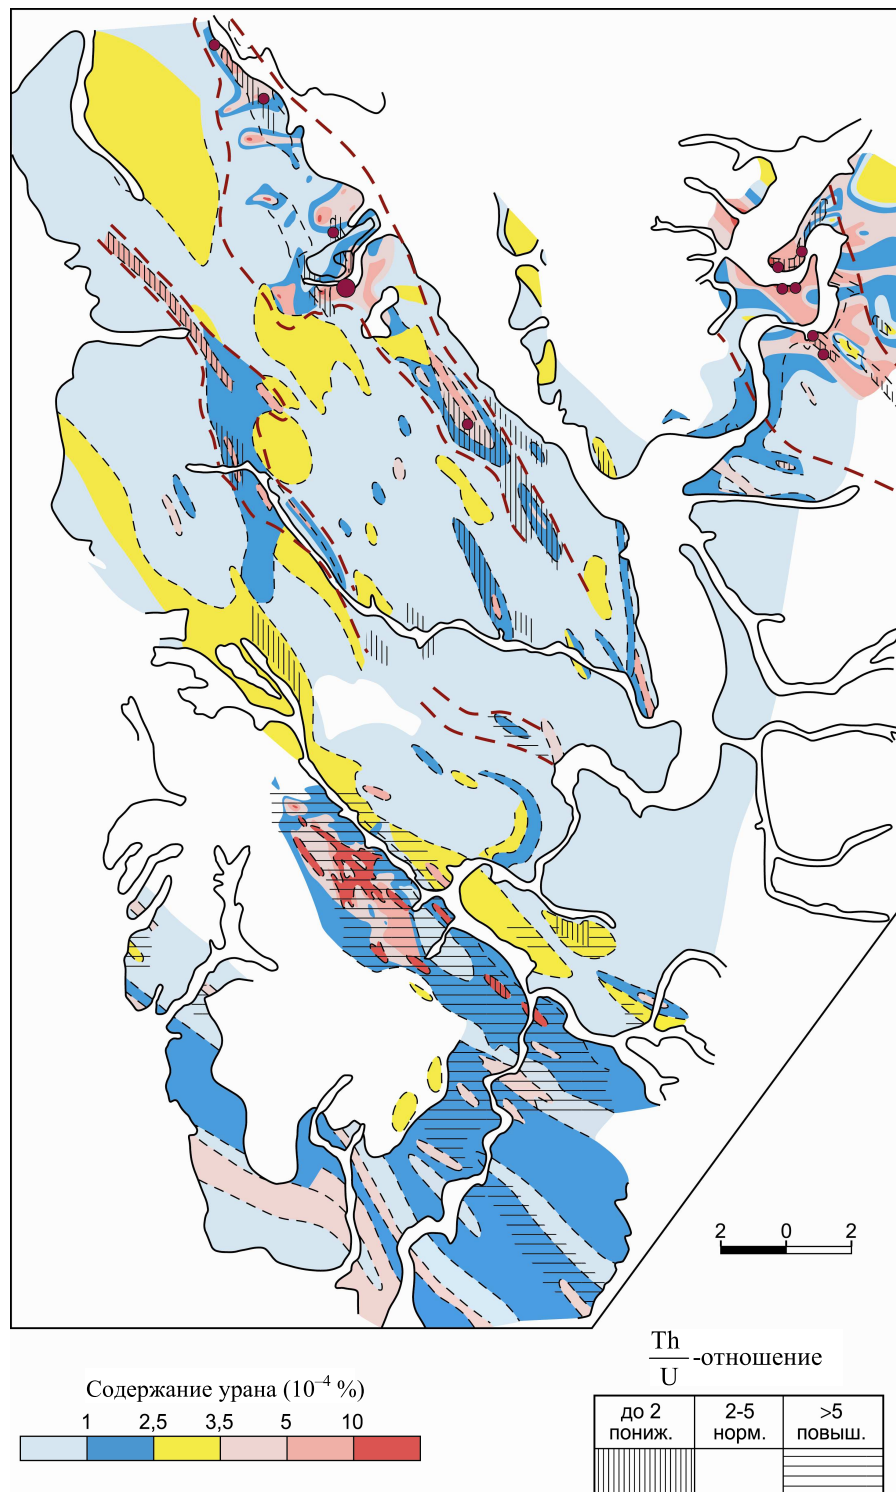 2 0 2
Содержание урана (10⁻⁴ %)
1 2,5 3,5 5 10
Th
U
-отношение
до 2 2-5 >5
пониж. норм. повыш.